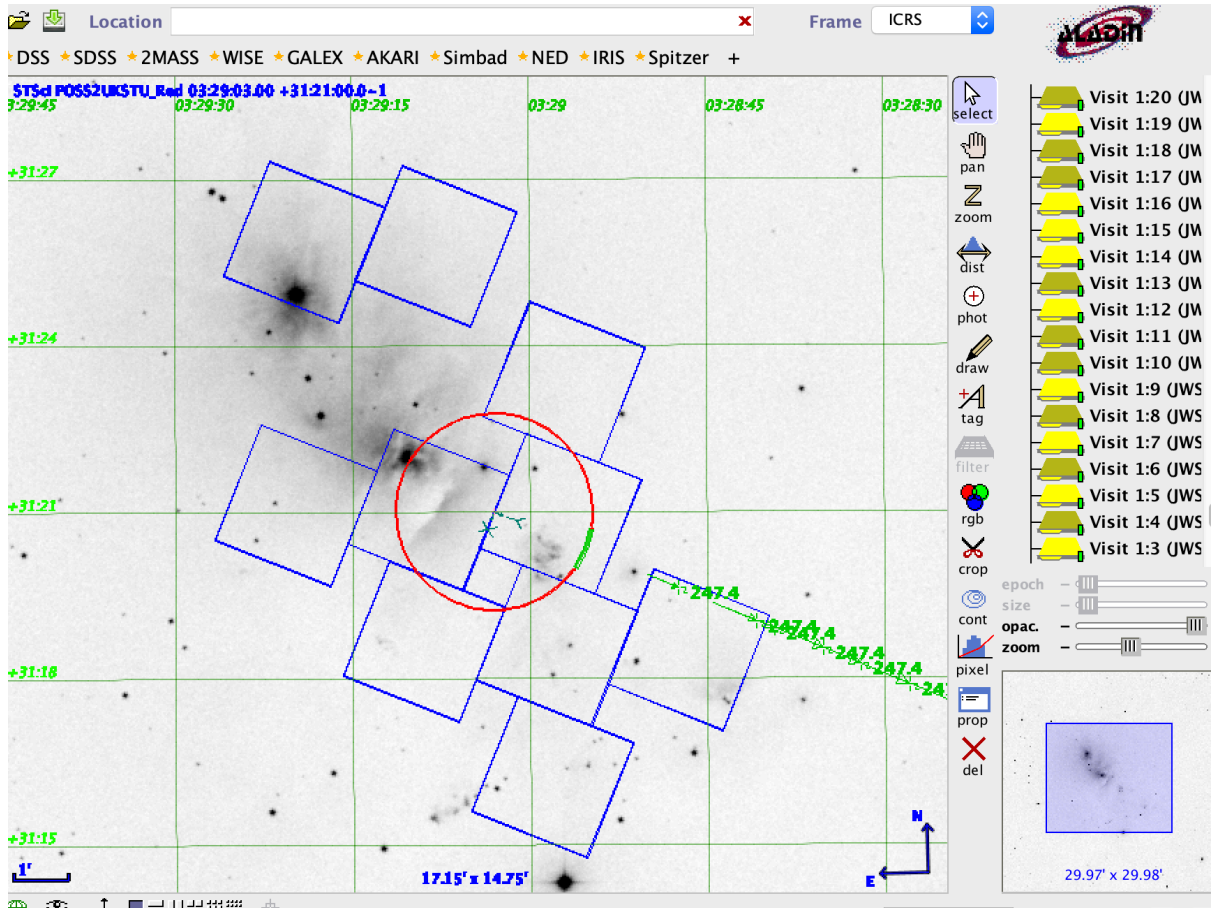 Location
Frame ICRS
ALADIN
DSS SDSS 2MASS WISE GALEX AKARI Simbad NED IRIS Spitzer +
STScI POSS2UKSTU_Red 03:29:03.00 +31:21:00.0~1
3:29:45 03:29:30 03:29:15 03:29 03:28:45 03:28:30
+31:27
+31:24
+31:21
+31:18
+31:15
247.4
247.4
247.4
247.4
247.4
24
1'
17.15' x 14.75'
N
E
select
pan
zoom
dist
phot
draw
tag
filter
rgb
crop
cont
pixel
prop
del
Visit 1:20 (JW
Visit 1:19 (JW
Visit 1:18 (JW
Visit 1:17 (JW
Visit 1:16 (JW
Visit 1:15 (JW
Visit 1:14 (JW
Visit 1:13 (JW
Visit 1:12 (JW
Visit 1:11 (JW
Visit 1:10 (JW
Visit 1:9 (JWS
Visit 1:8 (JWS
Visit 1:7 (JWS
Visit 1:6 (JWS
Visit 1:5 (JWS
Visit 1:4 (JWS
Visit 1:3 (JWS
epoch
size
opac.
zoom
29.97' x 29.98'